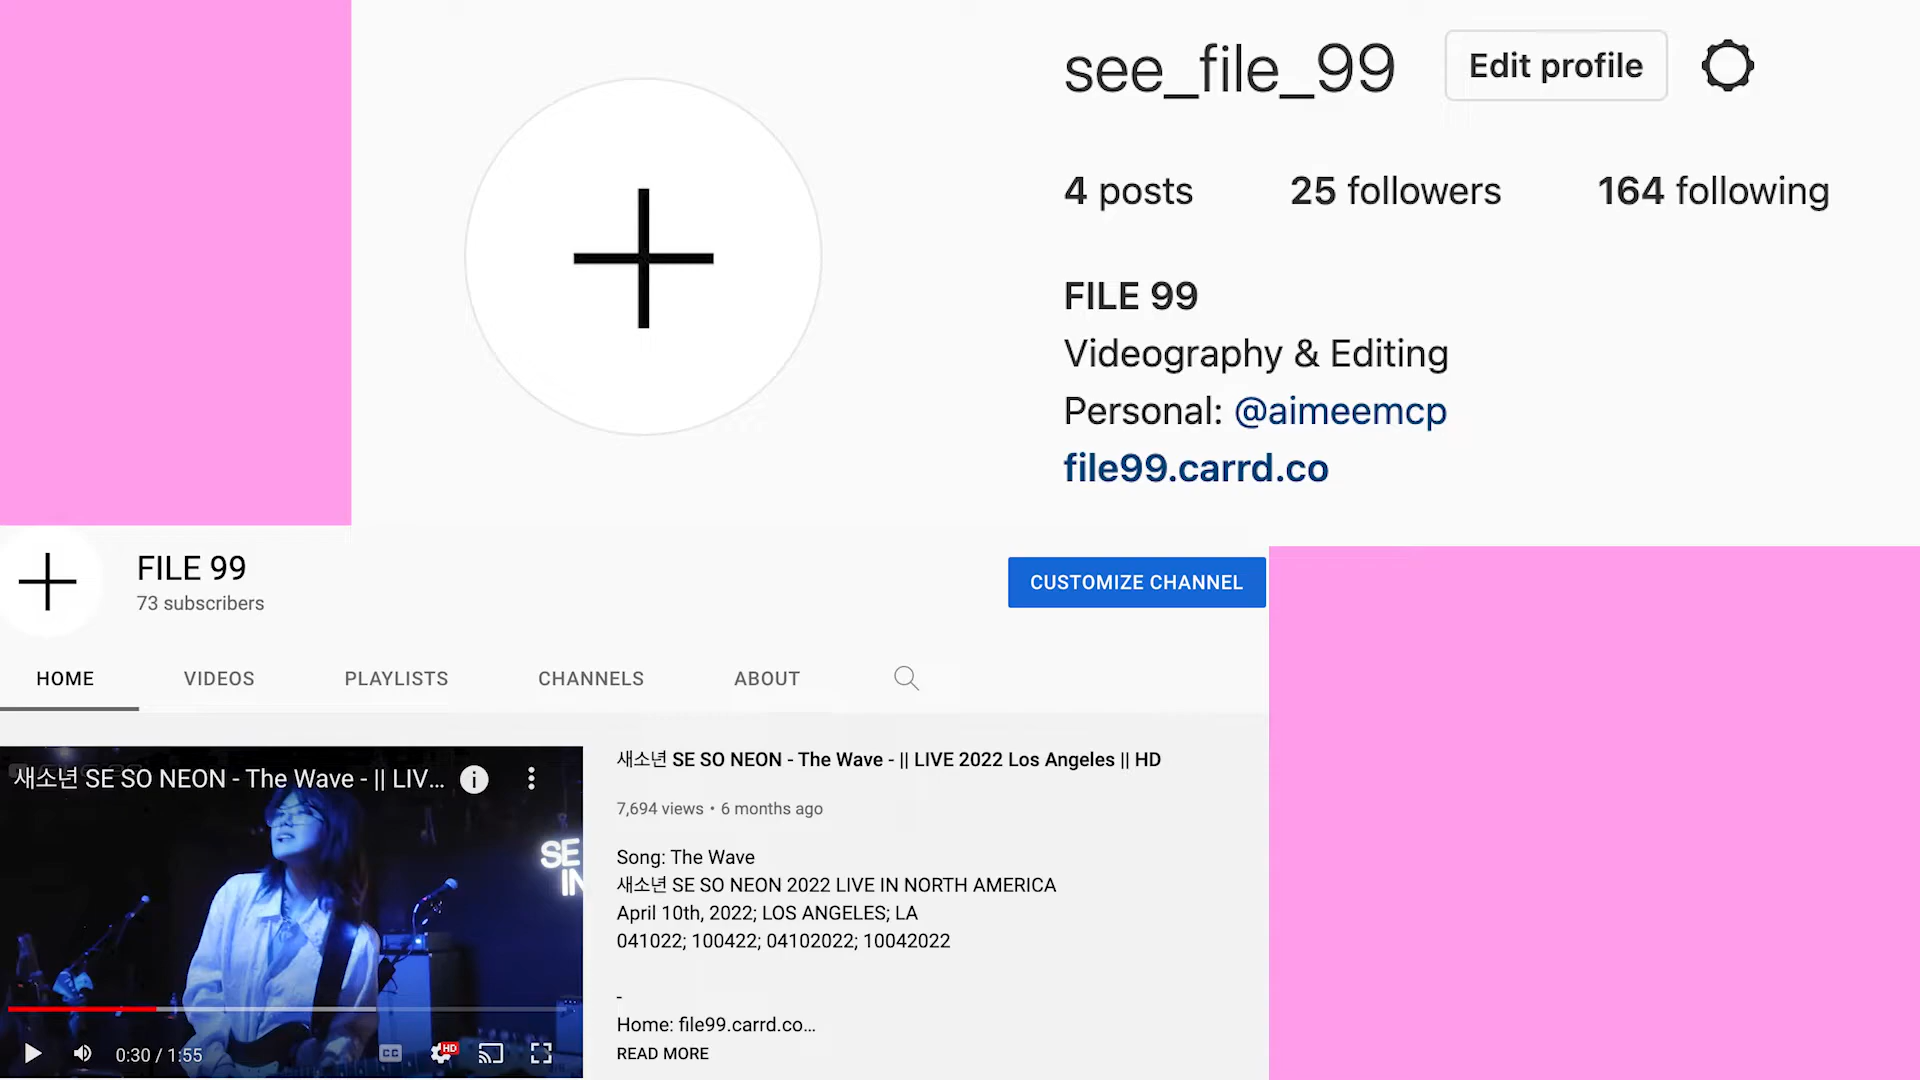 see_file_99 Edit profile
4 posts 25 followers 164 following
FILE 99
Videography & Editing
Personal: @aimeemcp
file99.carrd.co
FILE 99
73 subscribers
CUSTOMIZE CHANNEL
HOME VIDEOS PLAYLISTS CHANNELS ABOUT
새소년 SE SO NEON - The Wave - || LIV...
SE
IN
CC HD
0:30 / 1:55
새소년 SE SO NEON - The Wave - || LIVE 2022 Los Angeles || HD
7,694 views • 6 months ago
Song: The Wave
새소년 SE SO NEON 2022 LIVE IN NORTH AMERICA
April 10th, 2022; LOS ANGELES; LA
041022; 100422; 04102022; 10042022
-
Home: file99.carrd.co...
READ MORE